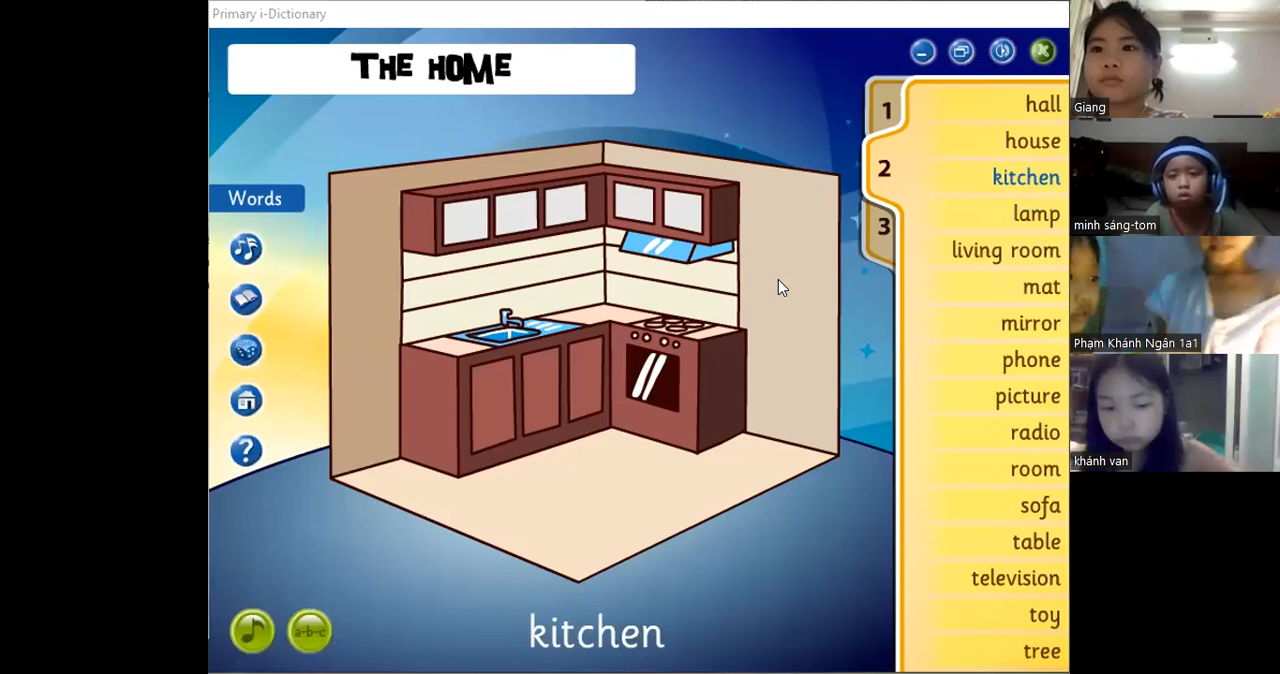 Primary i-Dictionary
THE HOME
Words
a-b-c
kitchen
1
2
3
hall
house
kitchen
lamp
living room
mat
mirror
phone
picture
radio
room
sofa
table
television
toy
tree
Giang
minh sáng-tom
Phạm Khánh Ngân 1a1
khánh van